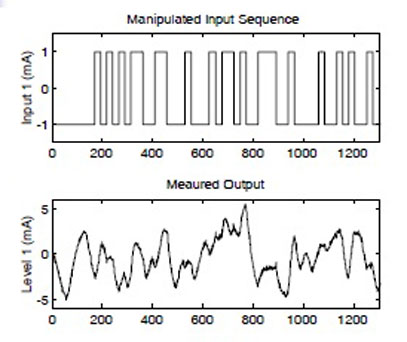 Manipulated Input Sequence
Input 1 (mA)
1
0
-1
0 200 400 600 800 1000 1200
Meaured Output
Level 1 (mA)
5
0
-5
0 200 400 600 800 1000 1200